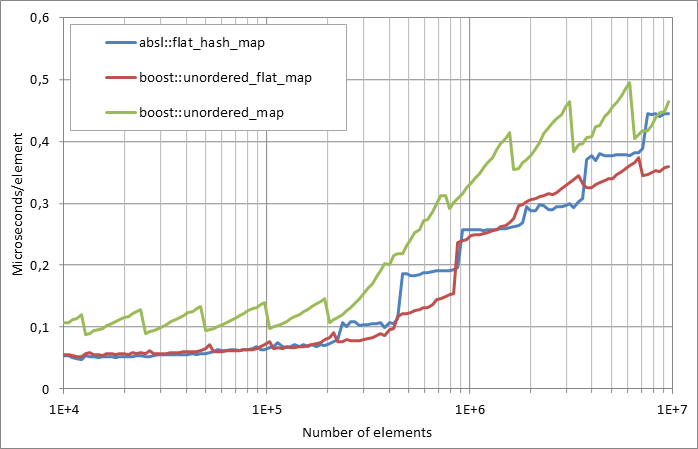 0,6
absl::flat_hash_map
0,5
boost::unordered_flat_map
boost::unordered_map
0,4
Microseconds/element
0,3
0,2
0,1
0
1E+4 1E+5 1E+6 1E+7
Number of elements